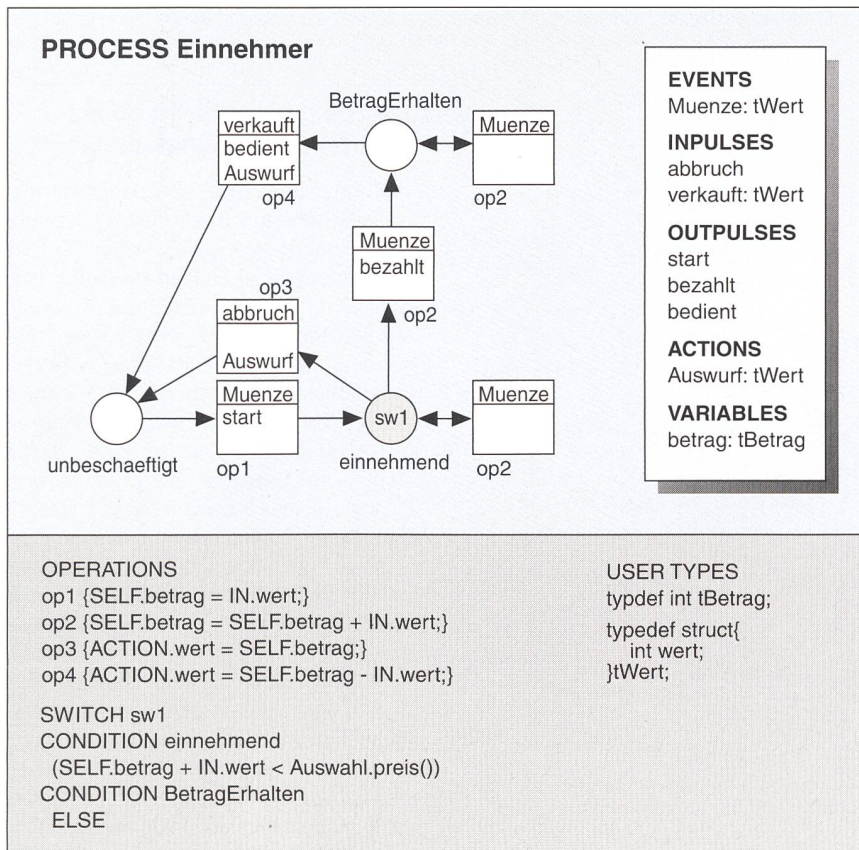 PROCESS Einnehmer
BetragErhalten
verkauft
bedient
Auswurf
op4
Muenze
op2
Muenze
bezahlt
op2
op3
abbruch
Auswurf
Muenze
start
op1
unbeschaeftigt
sw1
einnehmend
Muenze
op2
EVENTS
Muenze: tWert
INPULSES
abbruch
verkauft: tWert
OUTPULSES
start
bezahlt
bedient
ACTIONS
Auswurf: tWert
VARIABLES
betrag: tBetrag
OPERATIONS
op1 {SELF.betrag = IN.wert;}
op2 {SELF.betrag = SELF.betrag + IN.wert;}
op3 {ACTION.wert = SELF.betrag;}
op4 {ACTION.wert = SELF.betrag - IN.wert;}
SWITCH sw1
CONDITION einnehmend
(SELF.betrag + IN.wert < Auswahl.preis())
CONDITION BetragErhalten
ELSE
USER TYPES
typdef int tBetrag;
typedef struct{
int wert;
}tWert;